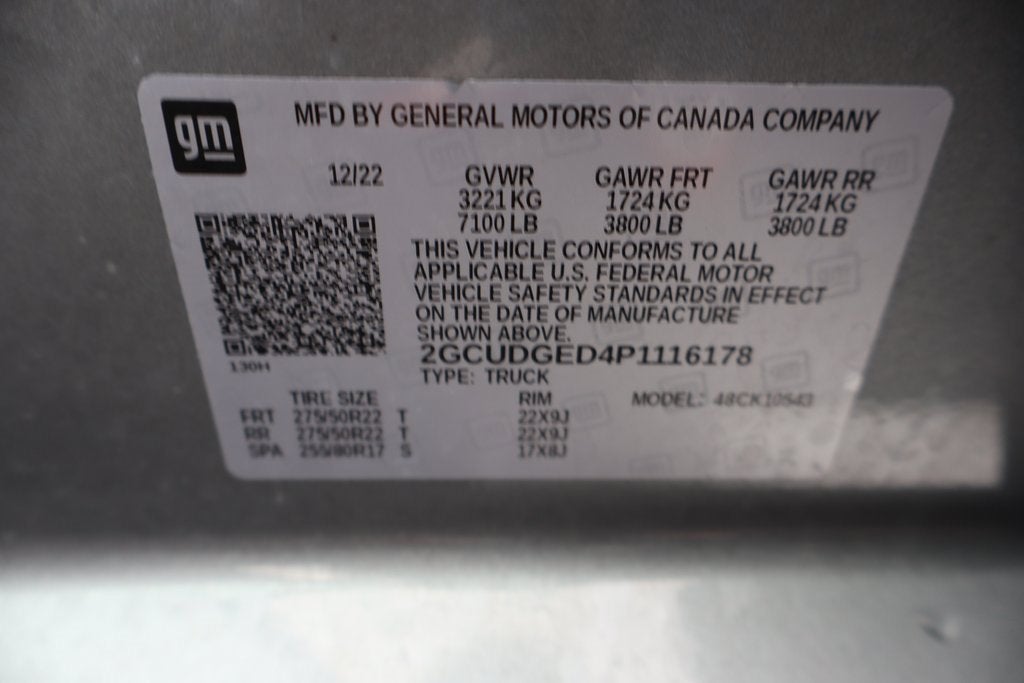 gm
MFD BY GENERAL MOTORS OF CANADA COMPANY
12/22 GVWR GAWR FRT GAWR RR
3221 KG 1724 KG 1724 KG
7100 LB 3800 LB 3800 LB
THIS VEHICLE CONFORMS TO ALL
APPLICABLE U.S. FEDERAL MOTOR
VEHICLE SAFETY STANDARDS IN EFFECT
ON THE DATE OF MANUFACTURE
SHOWN ABOVE.
2GCUDGED4P1116178
130H
TYPE: TRUCK
TIRE SIZE RIM MODEL: 48CK10543
FRT 275/50R22 T 22X9J
RR 275/50R22 T 22X9J
SPA 255/80R17 S 17X8J